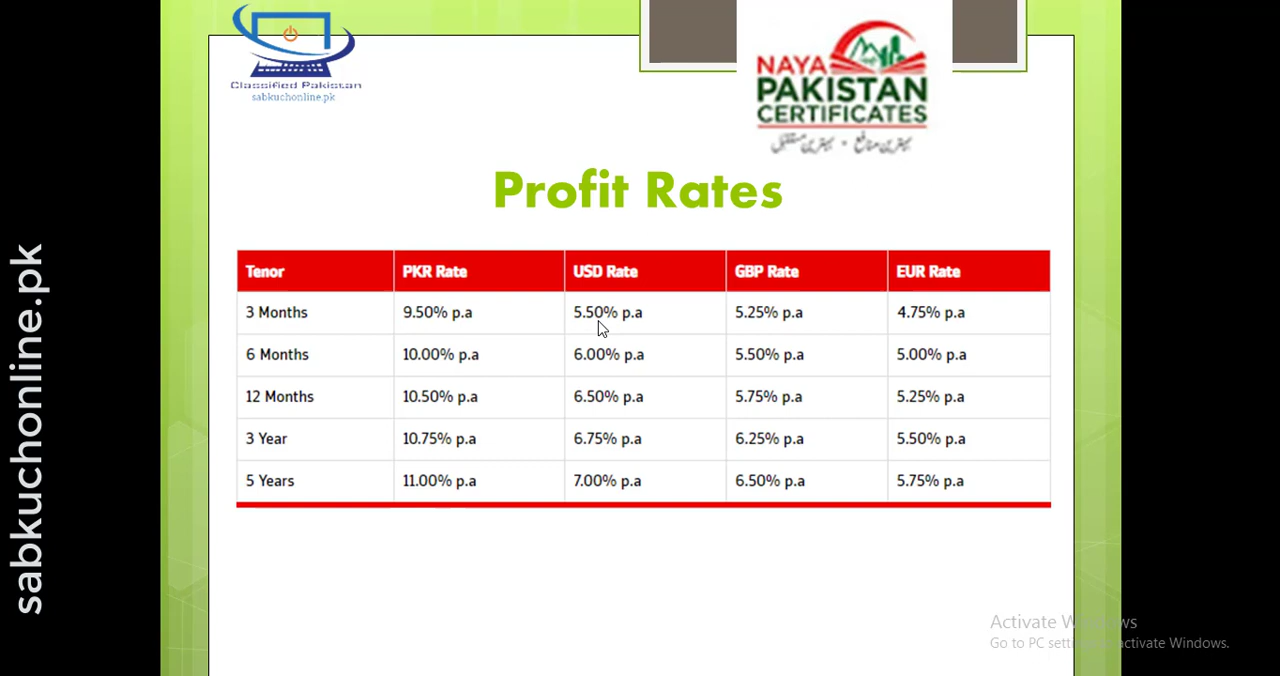 Classified Pakistan
sabkuchonline.pk
NAYA
PAKISTAN
CERTIFICATES
بہترین منافع • بہترین مستقبل
Profit Rates
Tenor PKR Rate USD Rate GBP Rate EUR Rate
3 Months 9.50% p.a 5.50% p.a 5.25% p.a 4.75% p.a
6 Months 10.00% p.a 6.00% p.a 5.50% p.a 5.00% p.a
12 Months 10.50% p.a 6.50% p.a 5.75% p.a 5.25% p.a
3 Year 10.75% p.a 6.75% p.a 6.25% p.a 5.50% p.a
5 Years 11.00% p.a 7.00% p.a 6.50% p.a 5.75% p.a
sabkuchonline.pk
Activate Windows
Go to PC settings to activate Windows.